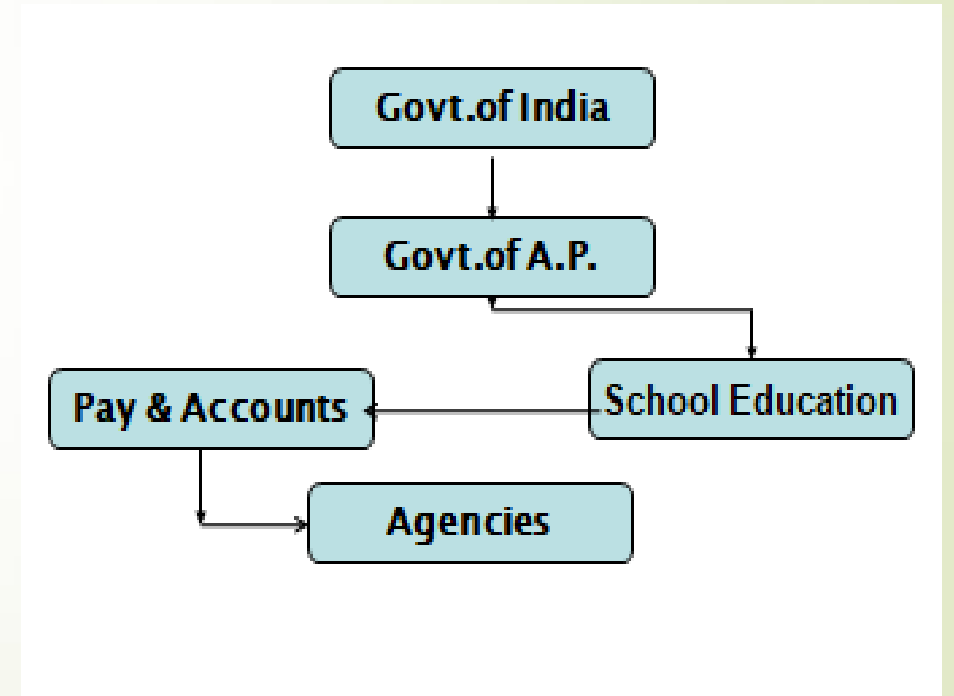 Govt.of India
Govt.of A.P.
School Education
Pay & Accounts
Agencies